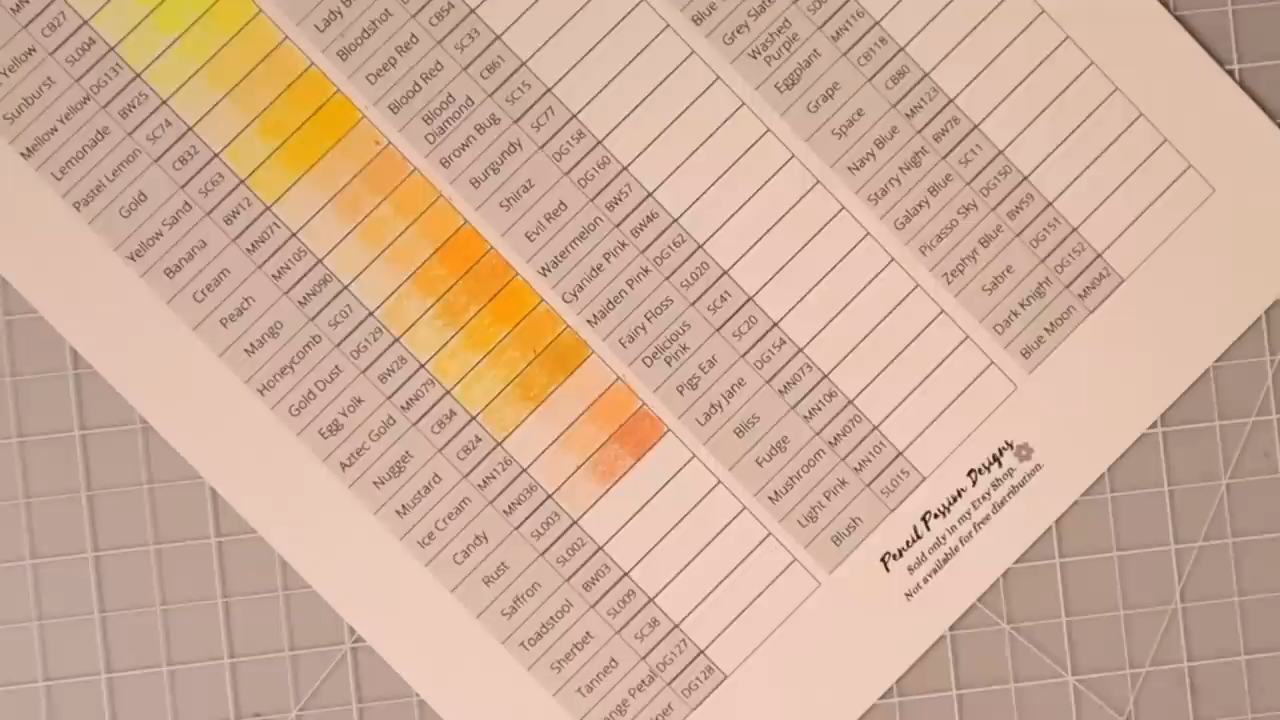 Yellow CB27
Sunburst SL004
Mellow Yellow DG131
Lemonade BW25
Pastel Lemon SC74
Gold CB32
Yellow Sand SC63
Banana BW12
Cream MN071
Peach MN105
Mango MN090
Honeycomb SC07
Gold Dust DG129
Egg Yolk BW28
Aztec Gold MN079
Nugget CB34
Mustard CB24
Ice Cream MN126
Candy MN036
Rust SL003
Saffron SL002
Toadstool BW03
Sherbet SL009
Tanned SC38
ange Petal DG127
per DG128
Lady B
Bloodshot
Deep Red CB54
Blood Red SC33
Blood
Diamond CB61
Brown Bug SC15
Burgundy SC77
Shiraz DG158
Evil Red DG160
Watermelon BW57
Cyanide Pink BW46
Maiden Pink DG162
Fairy Floss SL020
Delicious
Pink SC41
Pigs Ear SC20
Lady Jane DG154
Bliss MN073
Fudge MN106
Mushroom MN070
Light Pink MN101
Blush SL015
Blue
Grey Slate
Washed
Purple
Eggplant MN116
Grape CB118
Space CB80
Navy Blue MN123
Starry Night BW78
Galaxy Blue SC11
Picasso Sky DG150
Zephyr Blue BW59
Sabre DG151
Dark Knight DG152
Blue Moon MN042
Pencil Passion Designs
Sold only in my Etsy Shop.
Not available for free distribution.